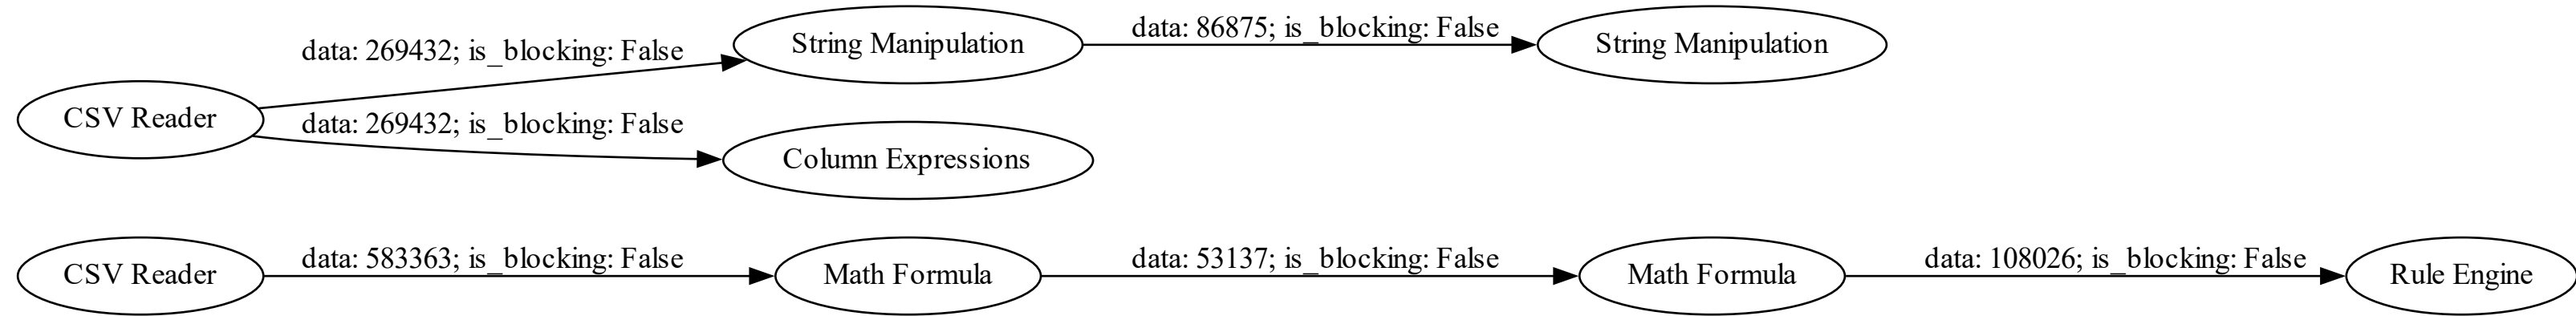 data: 86875; is_blocking: False
String Manipulation
String Manipulation
data: 269432; is_blocking: False
CSV Reader
data: 269432; is_blocking: False
Column Expressions
data: 583363; is_blocking: False
data: 53137; is_blocking: False
data: 108026; is_blocking: False
CSV Reader
Math Formula
Math Formula
Rule Engine